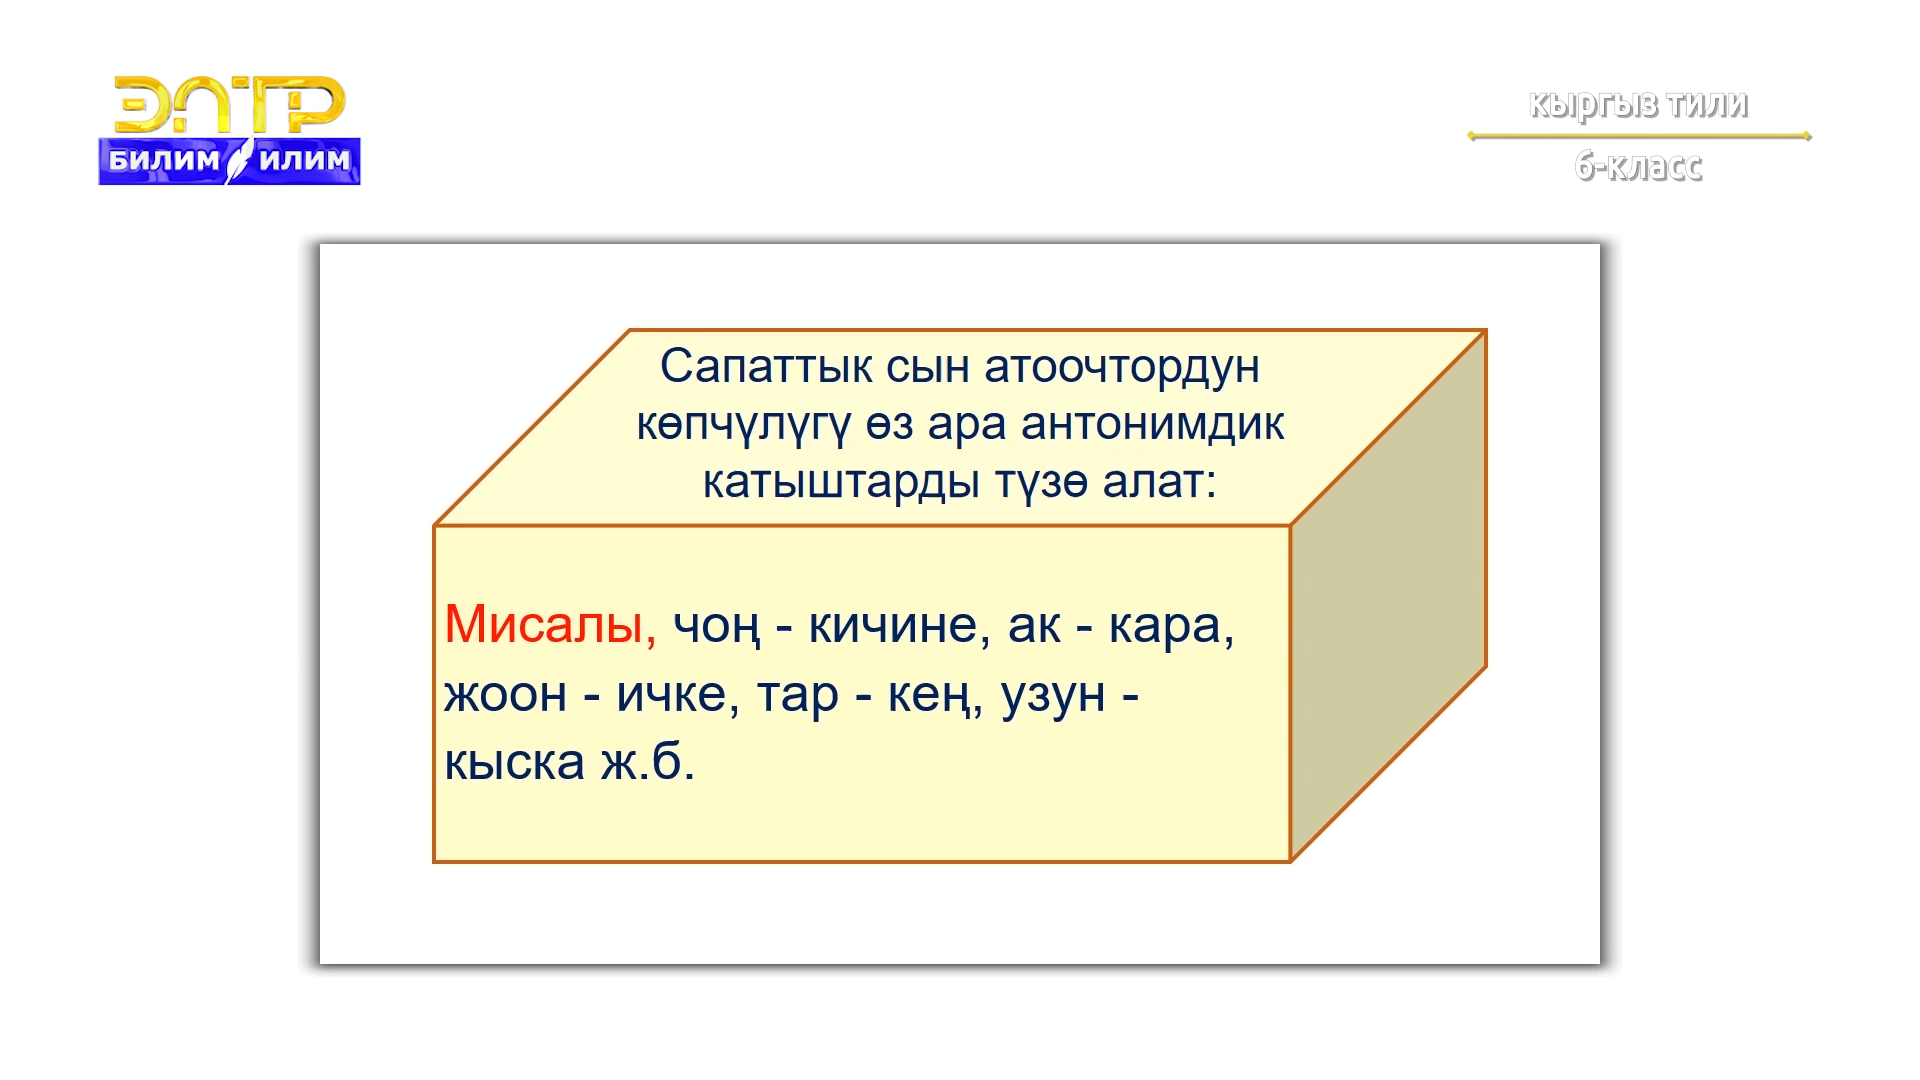 ЭЛТР
БИЛИМ ИЛИМ
кыргыз тили
6-класс
Сапаттык сын атоочтордун
көпчүлүгү өз ара антонимдик
катыштарды түзө алат:
Мисалы, чоң - кичине, ак - кара,
жоон - ичке, тар - кең, узун -
кыска ж.б.